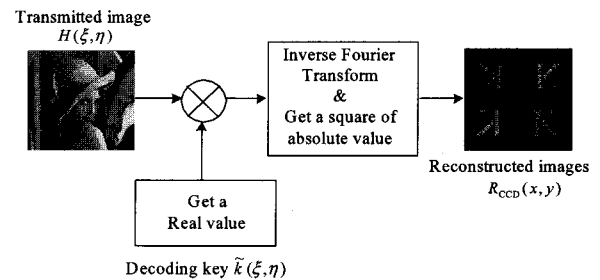 Transmitted image
H(ξ,η)
Inverse Fourier
Transform
&
Get a square of
absolute value
Reconstructed images
R_CCD(x, y)
Get a
Real value
Decoding key k̃(ξ,η)